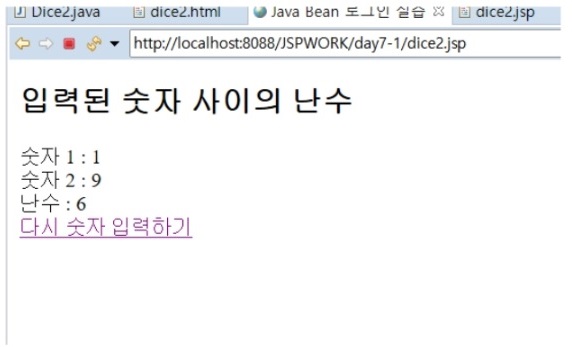 Dice2.java dice2.html Java Bean 로그인 실습 dice2.jsp
http://localhost:8088/JSPWORK/day7-1/dice2.jsp
입력된 숫자 사이의 난수
숫자 1 : 1
숫자 2 : 9
난수 : 6
다시 숫자 입력하기